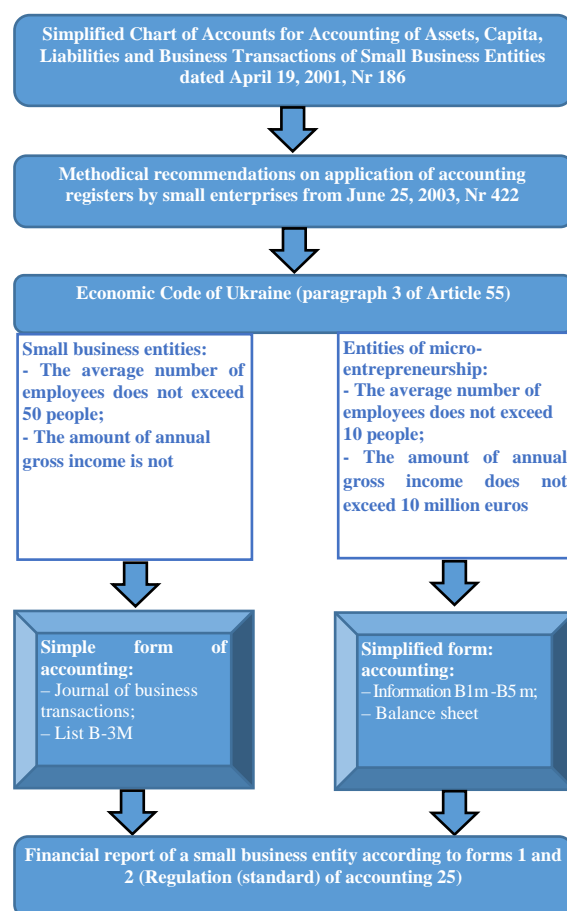 Simplified Chart of Accounts for Accounting of Assets, Capita,
Liabilities and Business Transactions of Small Business Entities
dated April 19, 2001, Nr 186
Methodical recommendations on application of accounting
registers by small enterprises from June 25, 2003, Nr 422
Economic Code of Ukraine (paragraph 3 of Article 55)
Small business entities:
- The average number of
employees does not exceed
50 people;
- The amount of annual
gross income is not
Entities of micro-
entrepreneurship:
- The average number of
employees does not exceed
10 people;
- The amount of annual
gross income does not
exceed 10 million euros
Simple form of
accounting:
– Journal of business
transactions;
– List B-3M
Simplified form:
accounting:
– Information B1m -B5 m;
– Balance sheet
Financial report of a small business entity according to forms 1 and
2 (Regulation (standard) of accounting 25)